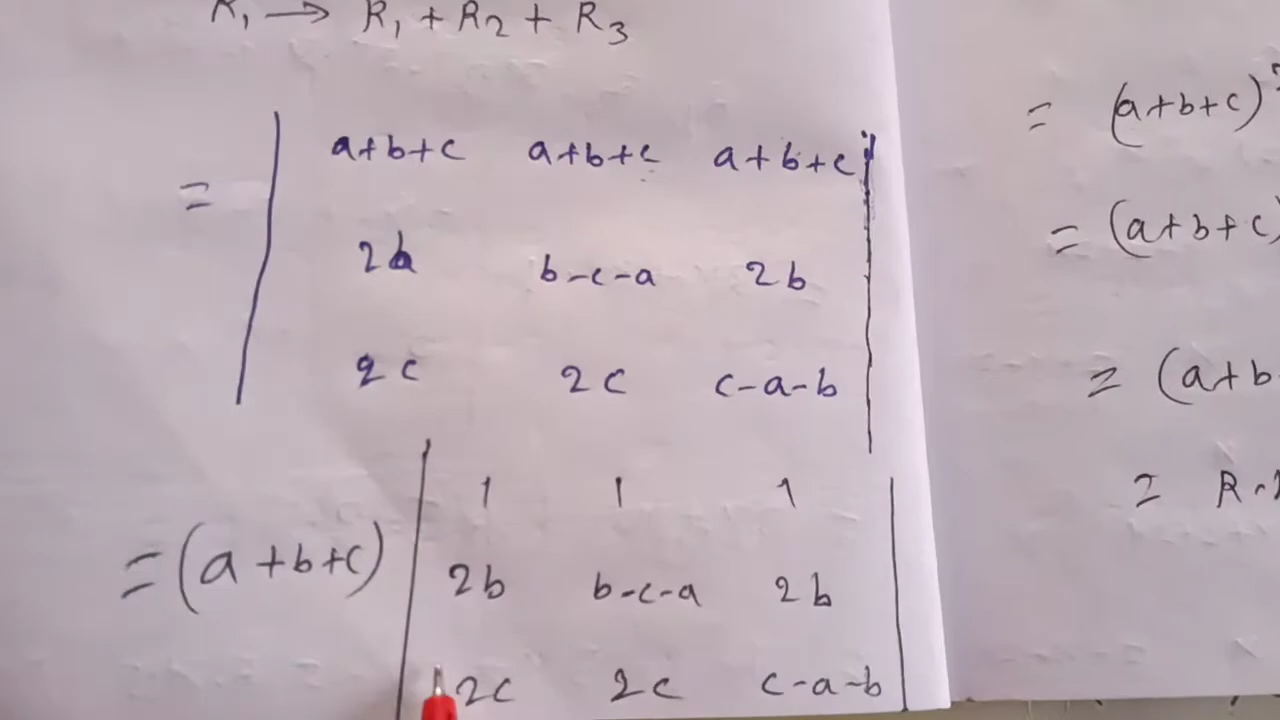 R₁ → R₁ + R₂ + R₃
= | a+b+c a+b+c a+b+c |
| 2b b-c-a 2b |
| 2c 2c c-a-b |
= (a+b+c) | 1 1 1 |
| 2b b-c-a 2b |
| 2c 2c c-a-b |
= (a+b+c)
= (a+b+c)
= (a+b
= R.